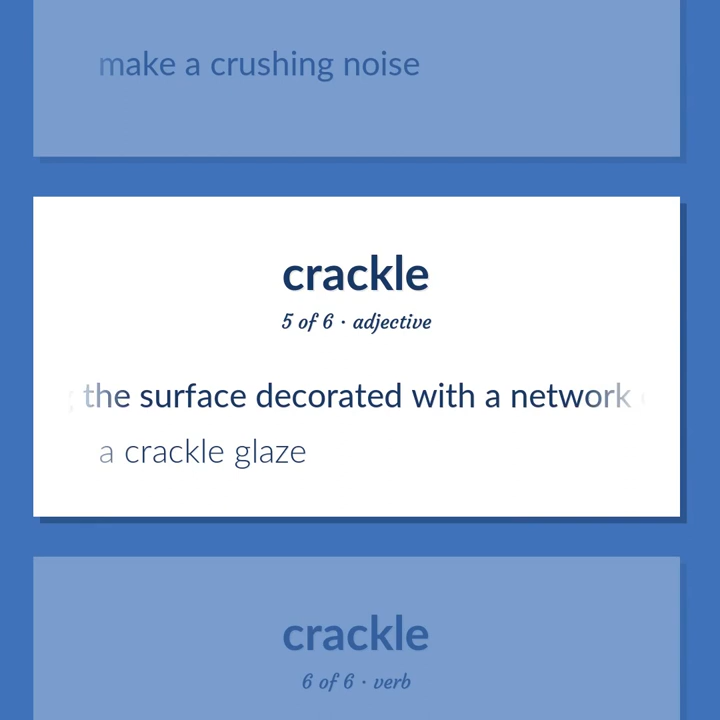 make a crushing noise
crackle
5 of 6 · adjective
the surface decorated with a network
a crackle glaze
crackle
6 of 6 · verb